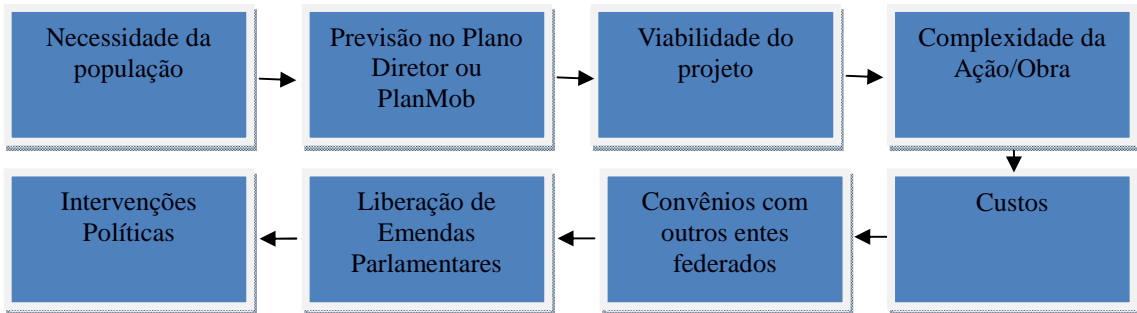 Necessidade da
população
Previsão no Plano
Diretor ou
PlanMob
Viabilidade do
projeto
Complexidade da
Ação/Obra
Custos
Convênios com
outros entes
federados
Liberação de
Emendas
Parlamentares
Intervenções
Políticas